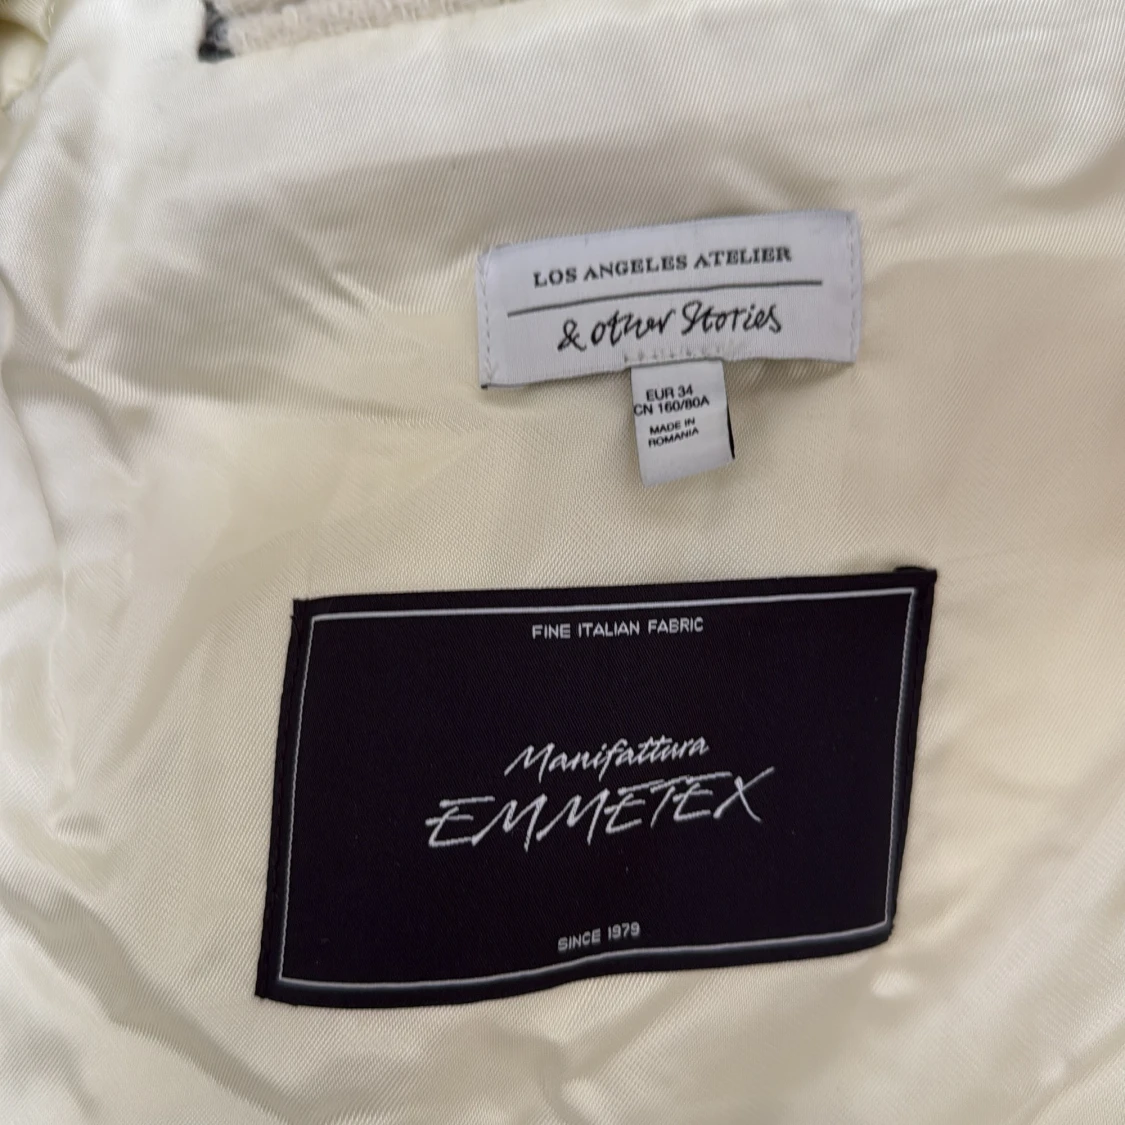 LOS ANGELES ATELIER
& other Stories
EUR 34
CN 160/80A
MADE IN
ROMANIA
FINE ITALIAN FABRIC
Manifattura
EMMETEX
SINCE 1979